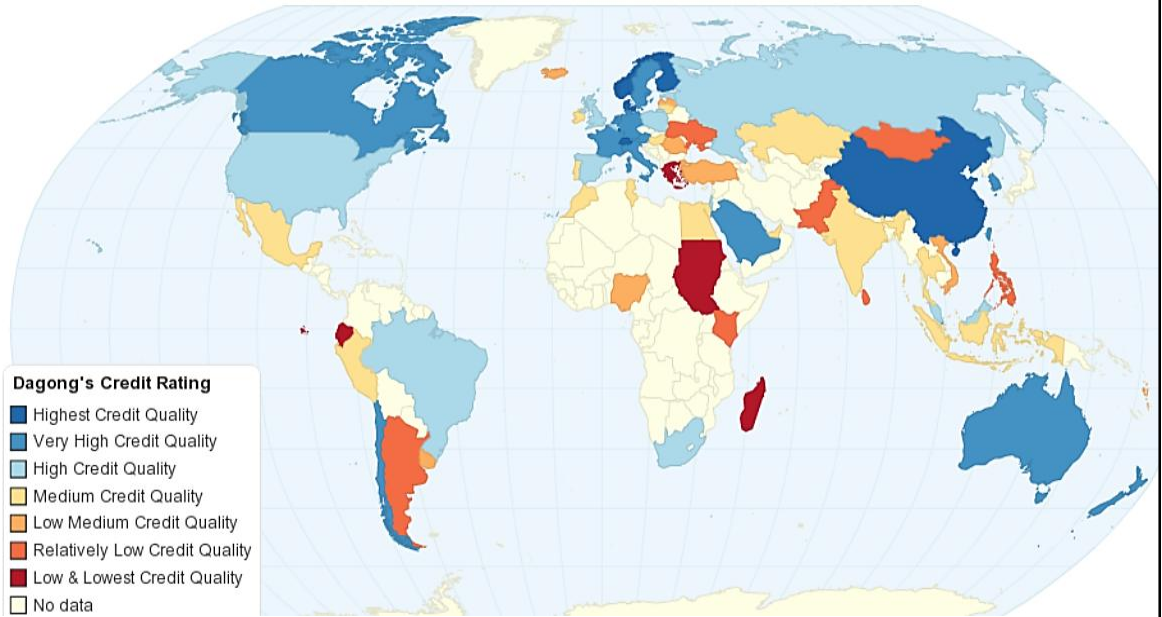 Dagong's Credit Rating
Highest Credit Quality
Very High Credit Quality
High Credit Quality
Medium Credit Quality
Low Medium Credit Quality
Relatively Low Credit Quality
Low & Lowest Credit Quality
No data